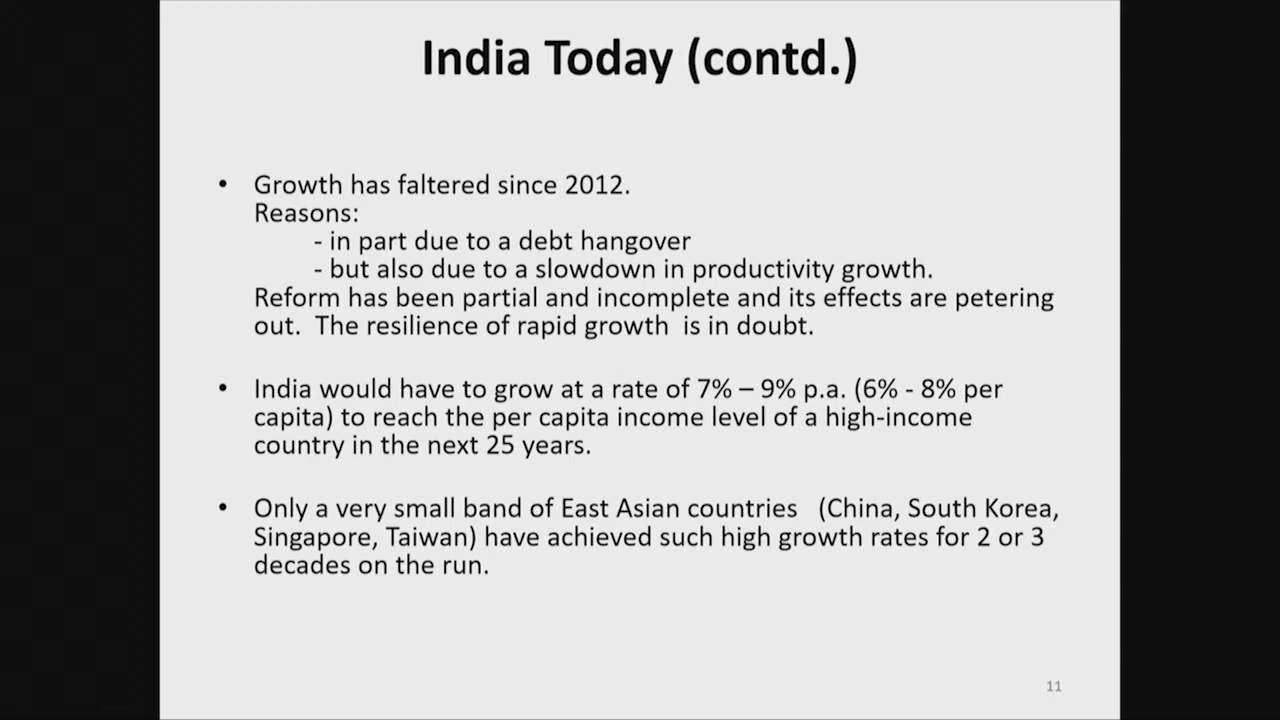 India Today (contd.)
• Growth has faltered since 2012.
Reasons:
- in part due to a debt hangover
- but also due to a slowdown in productivity growth.
Reform has been partial and incomplete and its effects are petering
out. The resilience of rapid growth is in doubt.
• India would have to grow at a rate of 7% – 9% p.a. (6% - 8% per
capita) to reach the per capita income level of a high-income
country in the next 25 years.
• Only a very small band of East Asian countries (China, South Korea,
Singapore, Taiwan) have achieved such high growth rates for 2 or 3
decades on the run.
11